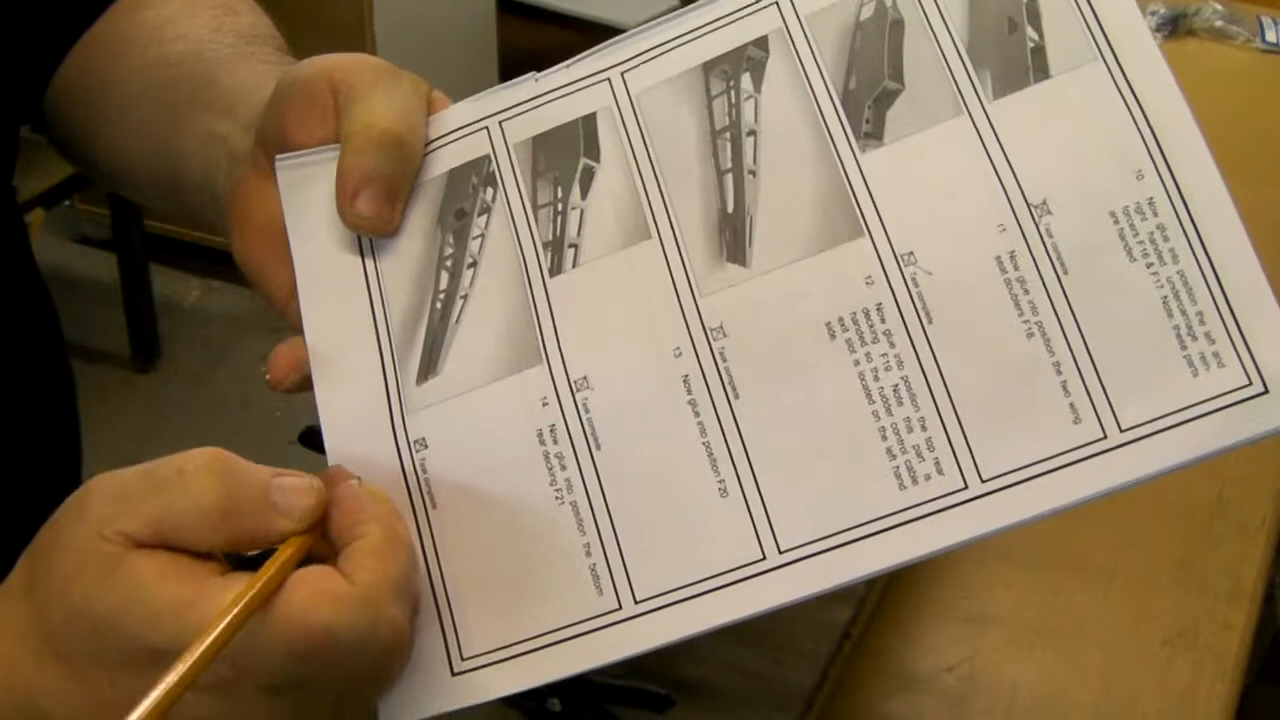 10 Now glue into position the left and
right handed undercarriage rein-
forcers F16 & F17. Note: these parts
are handed
Task complete
11 Now glue into position the two wing
seat doublers F18.
Task complete
12. Now glue into position the top rear
decking F19. Note this part is
handed so the rudder control cable
exit slot is located on the left hand
side.
Task complete
13 Now glue into position F20
Task complete
14. Now glue into position the bottom
rear decking F21
Task complete